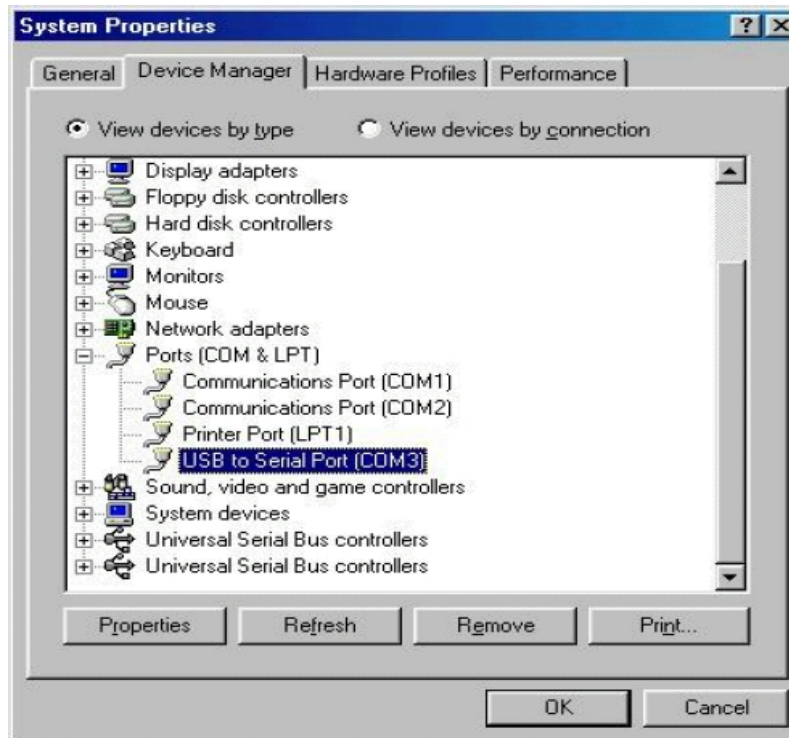 System Properties
General Device Manager Hardware Profiles Performance
View devices by type View devices by connection
Display adapters
Floppy disk controllers
Hard disk controllers
Keyboard
Monitors
Mouse
Network adapters
Ports (COM & LPT)
Communications Port (COM1)
Communications Port (COM2)
Printer Port (LPT1)
USB to Serial Port (COM3)
Sound, video and game controllers
System devices
Universal Serial Bus controllers
Universal Serial Bus controllers
Properties Refresh Remove Print...
OK Cancel